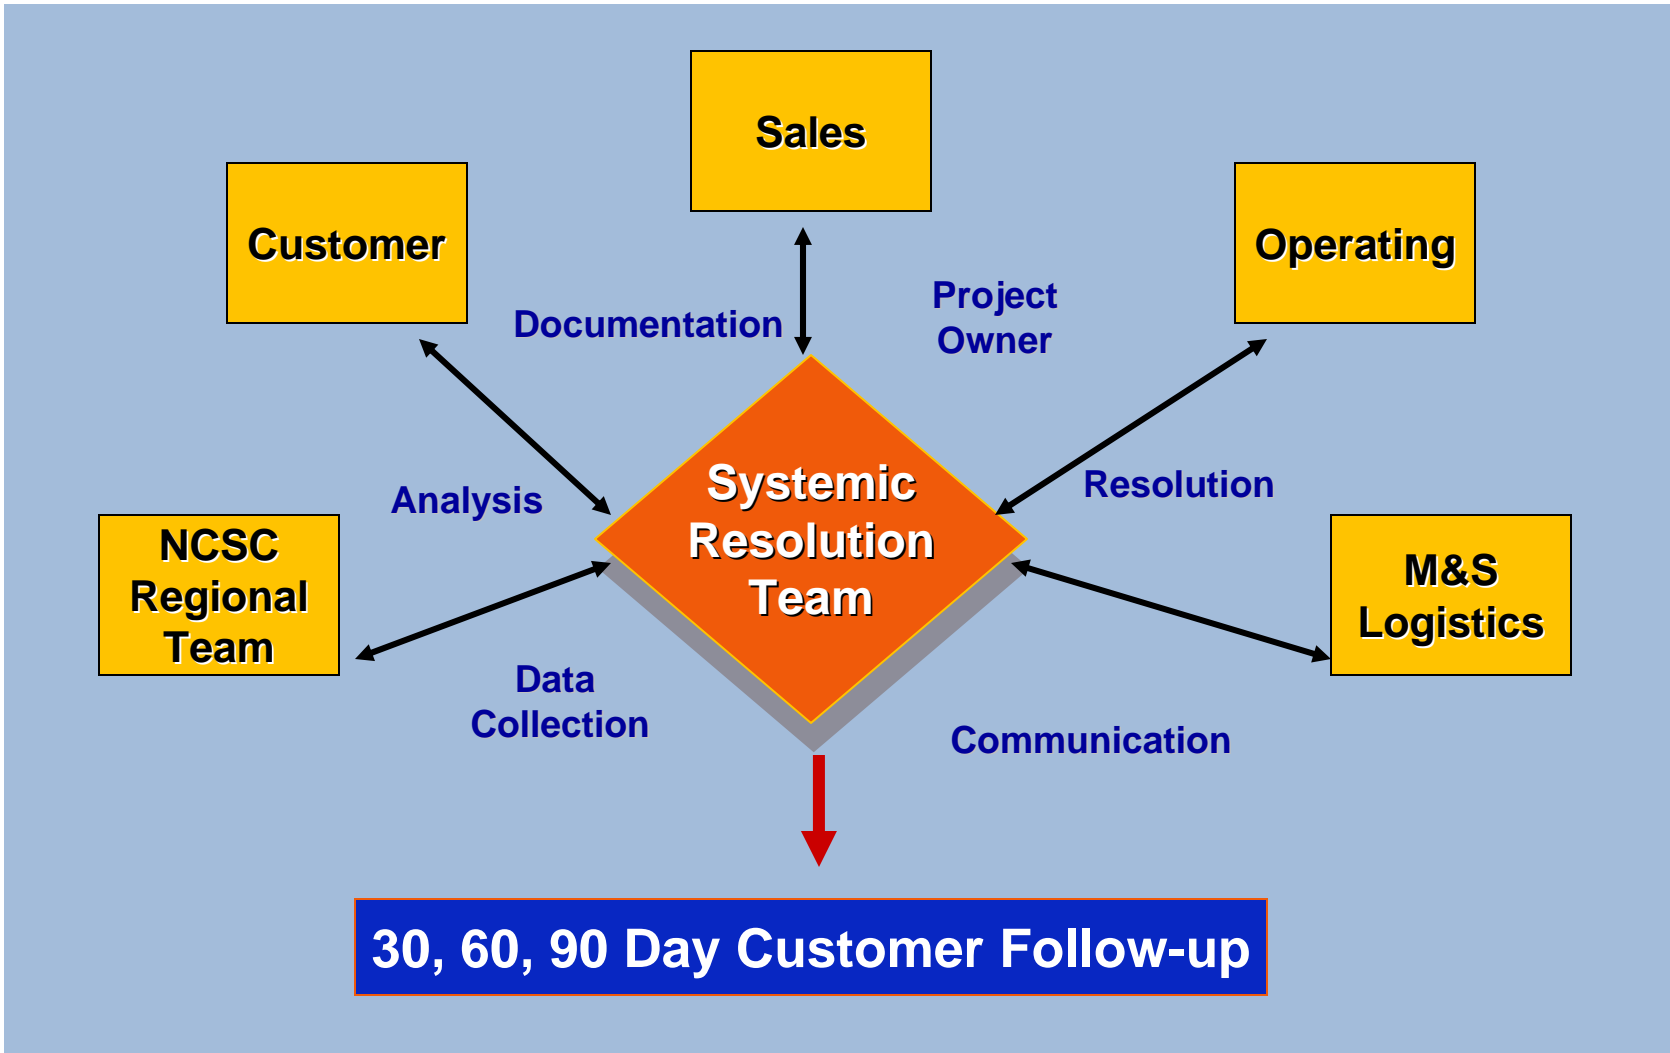 Sales
Customer
Operating
Documentation
Project
Owner
Systemic
Resolution
Team
Analysis
Resolution
NCSC
Regional
Team
M&S
Logistics
Data
Collection
Communication
30, 60, 90 Day Customer Follow-up